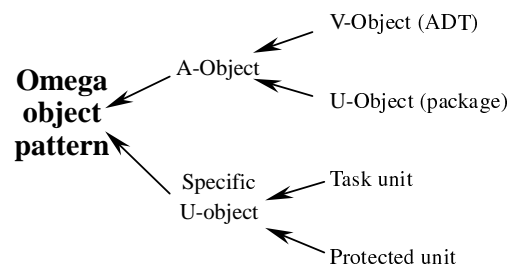 V-Object (ADT)
A-Object
Omega
object
pattern
U-Object (package)
Specific
U-object
Task unit
Protected unit